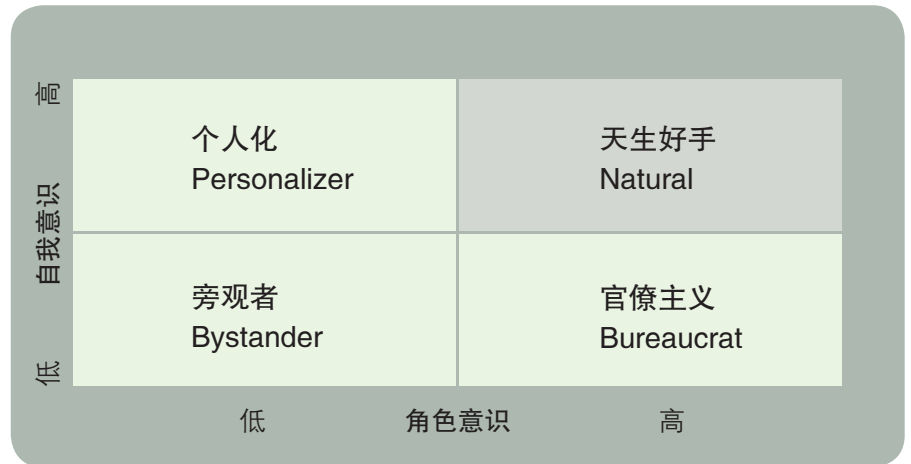 高
个人化
Personalizer
天生好手
Natural
自我意识
旁观者
Bystander
官僚主义
Bureaucrat
低
低
角色意识
高